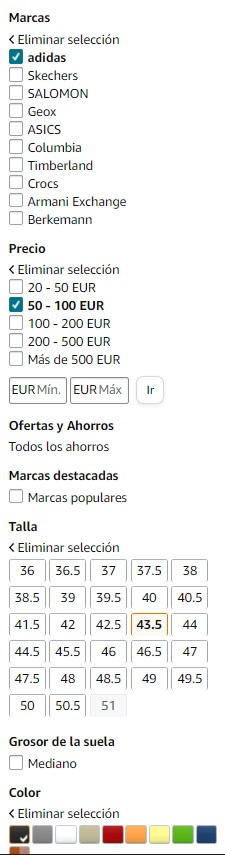 Marcas
Eliminar selección
adidas
Skechers
SALOMON
Geox
ASICS
Columbia
Timberland
Crocs
Armani Exchange
Berkemann
Precio
Eliminar selección
20 - 50 EUR
50 - 100 EUR
100 - 200 EUR
200 - 500 EUR
Más de 500 EUR
EUR Mín. EUR Máx Ir
Ofertas y Ahorros
Todos los ahorros
Marcas destacadas
Marcas populares
Talla
Eliminar selección
36 36.5 37 37.5 38
38.5 39 39.5 40 40.5
41.5 42 42.5 43.5 44
44.5 45.5 46 46.5 47
47.5 48 48.5 49 49.5
50 50.5 51
Grosor de la suela
Mediano
Color
Eliminar selección